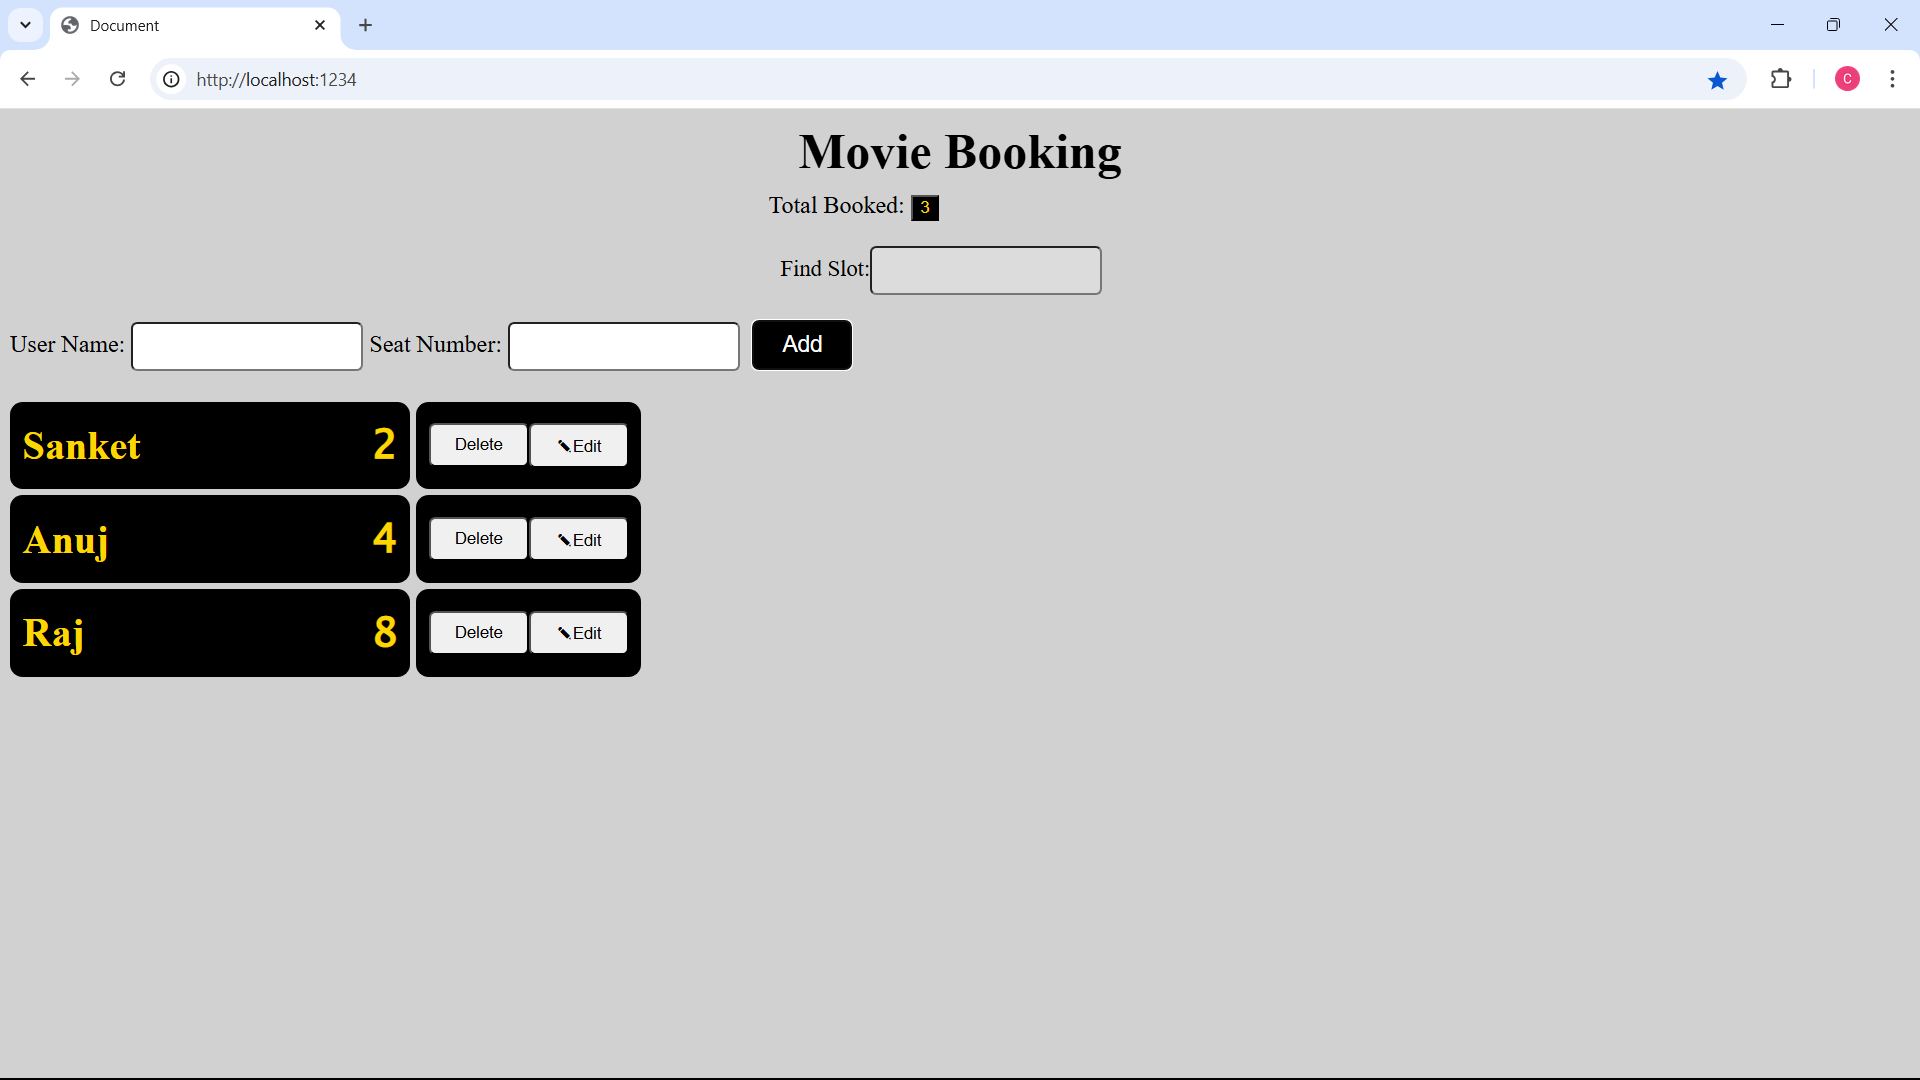 Document
http://localhost:1234
C
Movie Booking
Total Booked: 3
Find Slot:
User Name: Seat Number: Add
Sanket 2 Delete Edit
Anuj 4 Delete Edit
Raj 8 Delete Edit